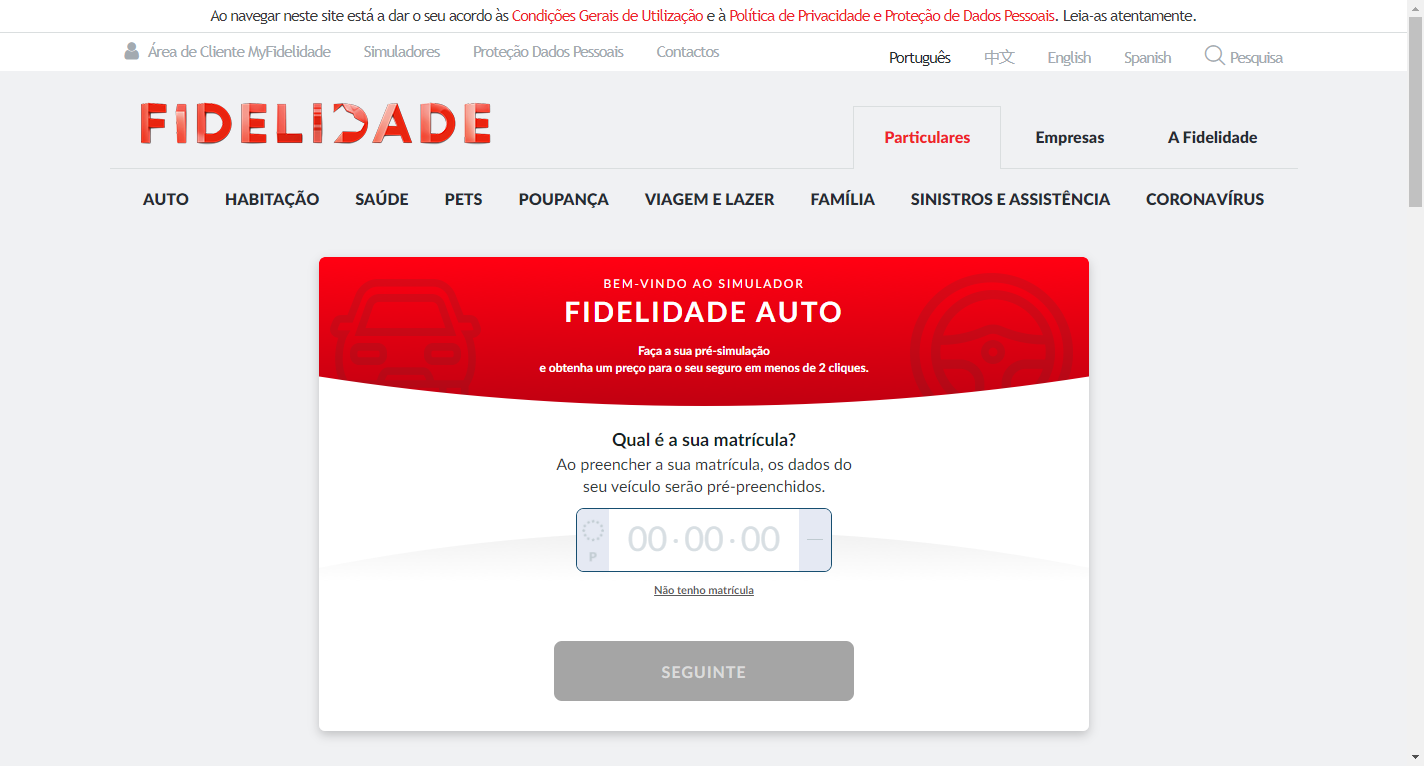 Ao navegar neste site está a dar o seu acordo às Condições Gerais de Utilização e à Política de Privacidade e Proteção de Dados Pessoais. Leia-as atentamente.
Área de Cliente MyFidelidade Simuladores Proteção Dados Pessoais Contactos Português 中文 English Spanish Pesquisa
FiDELIDADE
Particulares Empresas A Fidelidade
AUTO HABITAÇÃO SAÚDE PETS POUPANÇA VIAGEM E LAZER FAMÍLIA SINISTROS E ASSISTÊNCIA CORONAVÍRUS
BEM-VINDO AO SIMULADOR
FIDELIDADE AUTO
Faça a sua pré-simulação
e obtenha um preço para o seu seguro em menos de 2 cliques.
Qual é a sua matrícula?
Ao preencher a sua matrícula, os dados do
seu veículo serão pré-preenchidos.
P 00·00·00 —
Não tenho matrícula
SEGUINTE